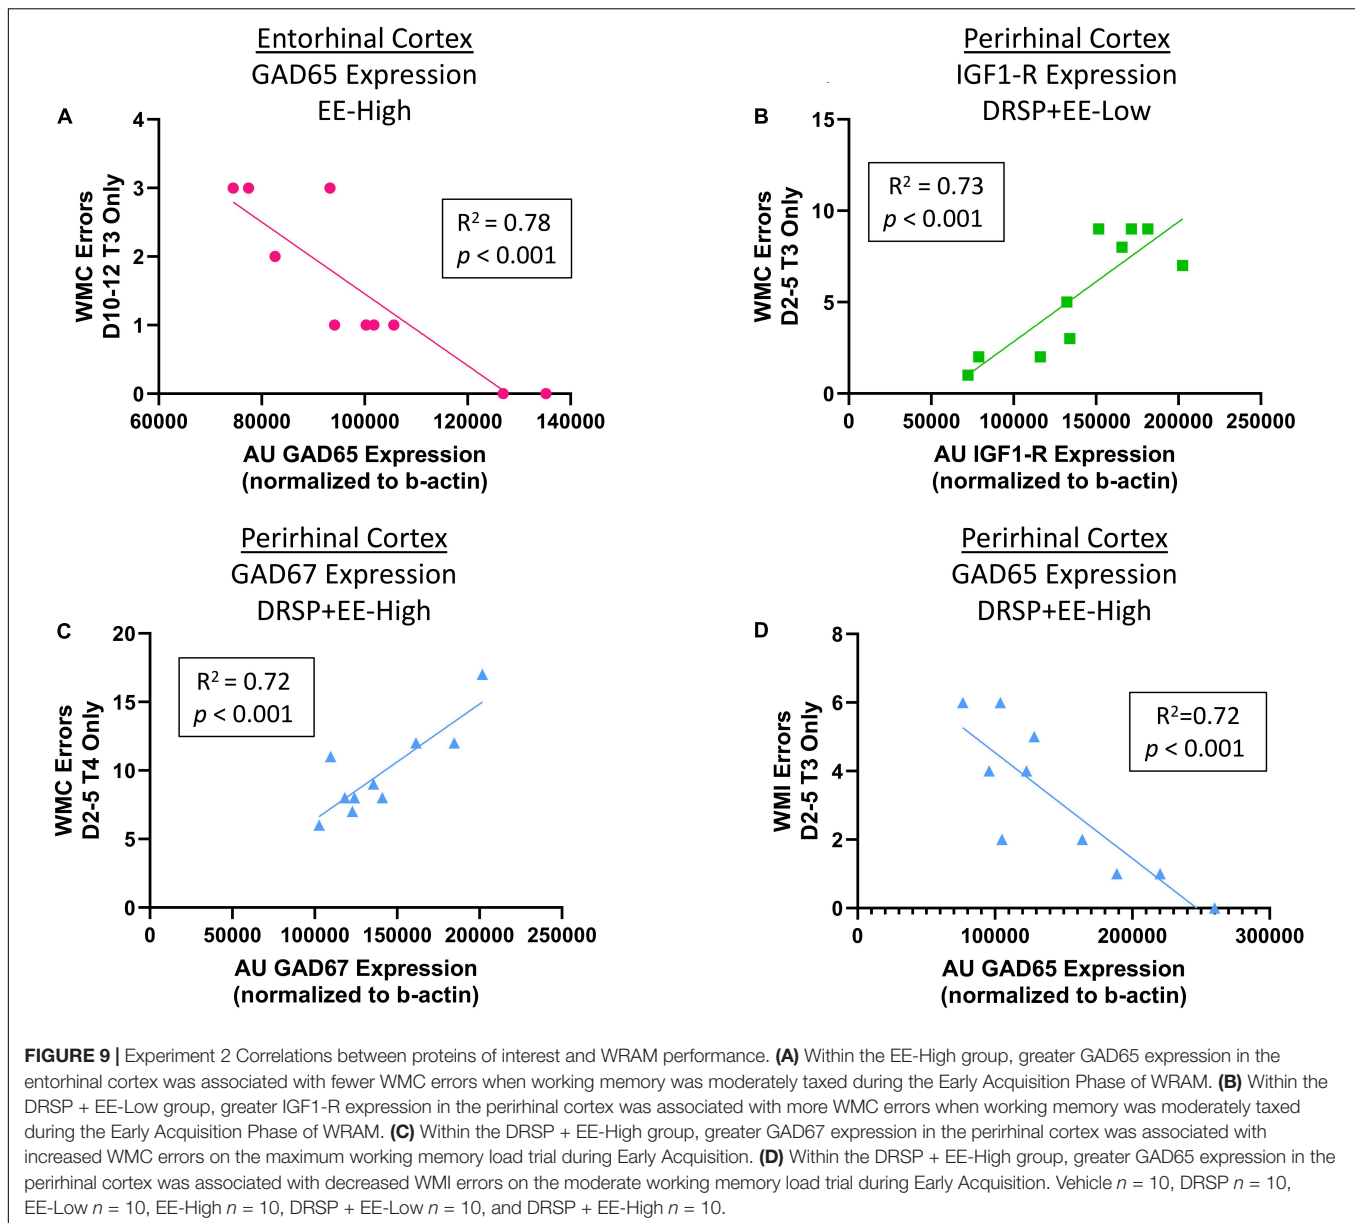 Entorhinal Cortex
GAD65 Expression
EE-High
A
4
3
2
1
0
WMC Errors
D10-12 T3 Only
R² = 0.78
p < 0.001
60000 80000 100000 120000 140000
AU GAD65 Expression
(normalized to b-actin)
Perirhinal Cortex
IGF1-R Expression
DRSP+EE-Low
B
15
10
5
0
WMC Errors
D2-5 T3 Only
R² = 0.73
p < 0.001
0 50000 100000 150000 200000 250000
AU IGF1-R Expression
(normalized to b-actin)
Perirhinal Cortex
GAD67 Expression
DRSP+EE-High
C
20
15
10
5
0
WMC Errors
D2-5 T4 Only
R² = 0.72
p < 0.001
0 50000 100000 150000 200000 250000
AU GAD67 Expression
(normalized to b-actin)
Perirhinal Cortex
GAD65 Expression
DRSP+EE-High
D
8
6
4
2
0
WMI Errors
D2-5 T3 Only
R²=0.72
p < 0.001
0 100000 200000 300000
AU GAD65 Expression
(normalized to b-actin)
FIGURE 9 | Experiment 2 Correlations between proteins of interest and WRAM performance. (A) Within the EE-High group, greater GAD65 expression in the
entorhinal cortex was associated with fewer WMC errors when working memory was moderately taxed during the Early Acquisition Phase of WRAM. (B) Within the
DRSP + EE-Low group, greater IGF1-R expression in the perirhinal cortex was associated with more WMC errors when working memory was moderately taxed
during the Early Acquisition Phase of WRAM. (C) Within the DRSP + EE-High group, greater GAD67 expression in the perirhinal cortex was associated with
increased WMC errors on the maximum working memory load trial during Early Acquisition. (D) Within the DRSP + EE-High group, greater GAD65 expression in the
perirhinal cortex was associated with decreased WMI errors on the moderate working memory load trial during Early Acquisition. Vehicle n = 10, DRSP n = 10,
EE-Low n = 10, EE-High n = 10, DRSP + EE-Low n = 10, and DRSP + EE-High n = 10.